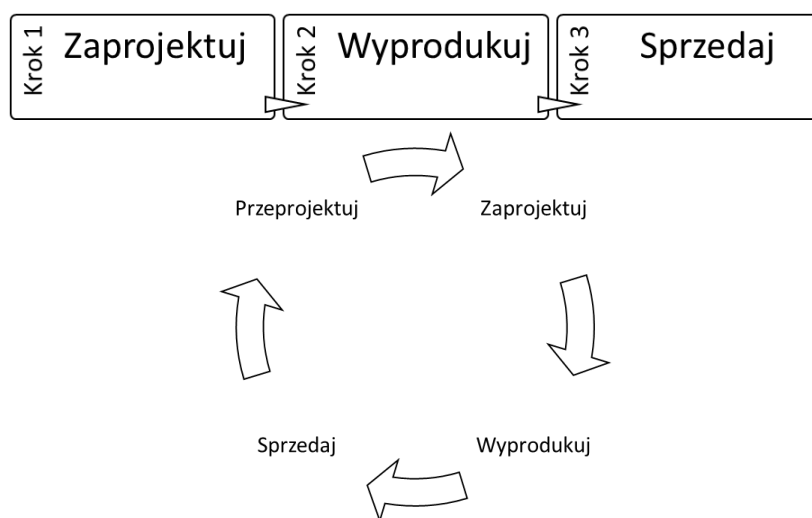 Krok 1
Zaprojektuj
Krok 2
Wyprodukuj
Krok 3
Sprzedaj
Przeprojektuj
Zaprojektuj
Sprzedaj
Wyprodukuj